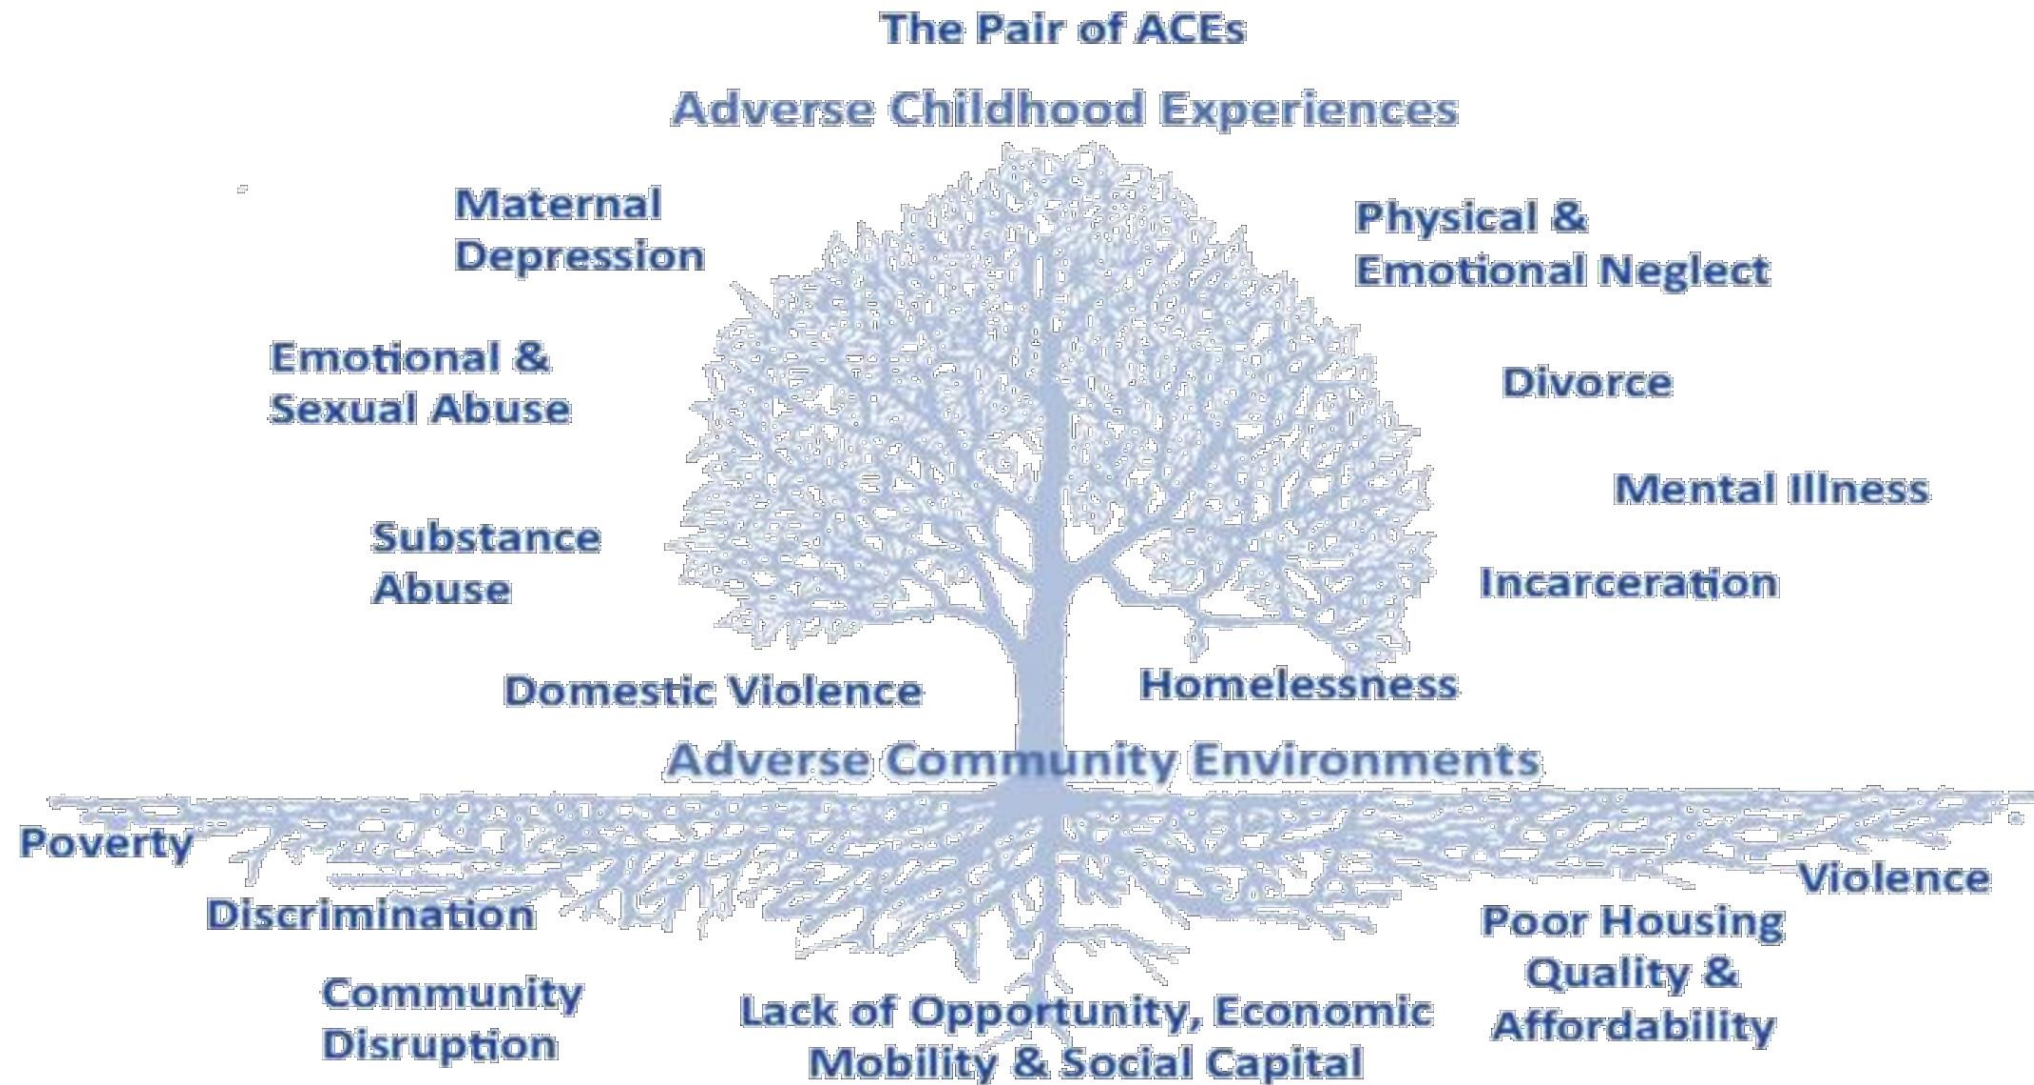 The Pair of ACEs
Adverse Childhood Experiences
Maternal
Depression
Physical &
Emotional Neglect
Emotional &
Sexual Abuse
Divorce
Mental Illness
Substance
Abuse
Incarceration
Domestic Violence
Homelessness
Adverse Community Environments
Poverty
Violence
Discrimination
Poor Housing
Quality &
Affordability
Community
Disruption
Lack of Opportunity, Economic
Mobility & Social Capital